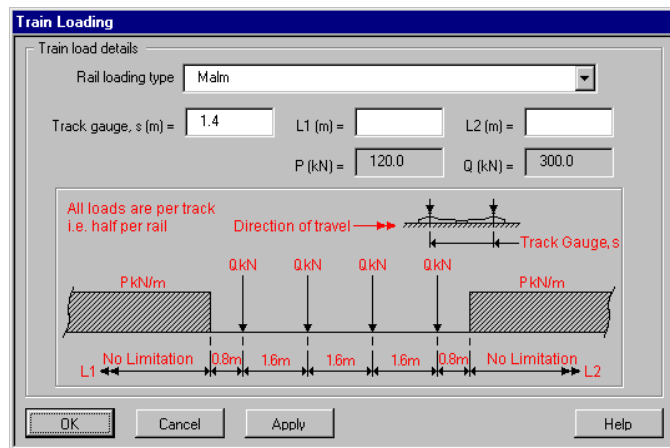 Train Loading
Train load details
Rail loading type Malm
Track gauge, s (m) = 1.4 L1 (m) = L2 (m) =
P (kN) = 120.0 Q (kN) = 300.0
All loads are per track
i.e. half per rail
Direction of travel
Track Gauge, s
PkN/m QkN QkN QkN QkN PkN/m
No Limitation 0.8m 1.6m 1.6m 1.6m 0.8m No Limitation
L1 L2
OK Cancel Apply Help